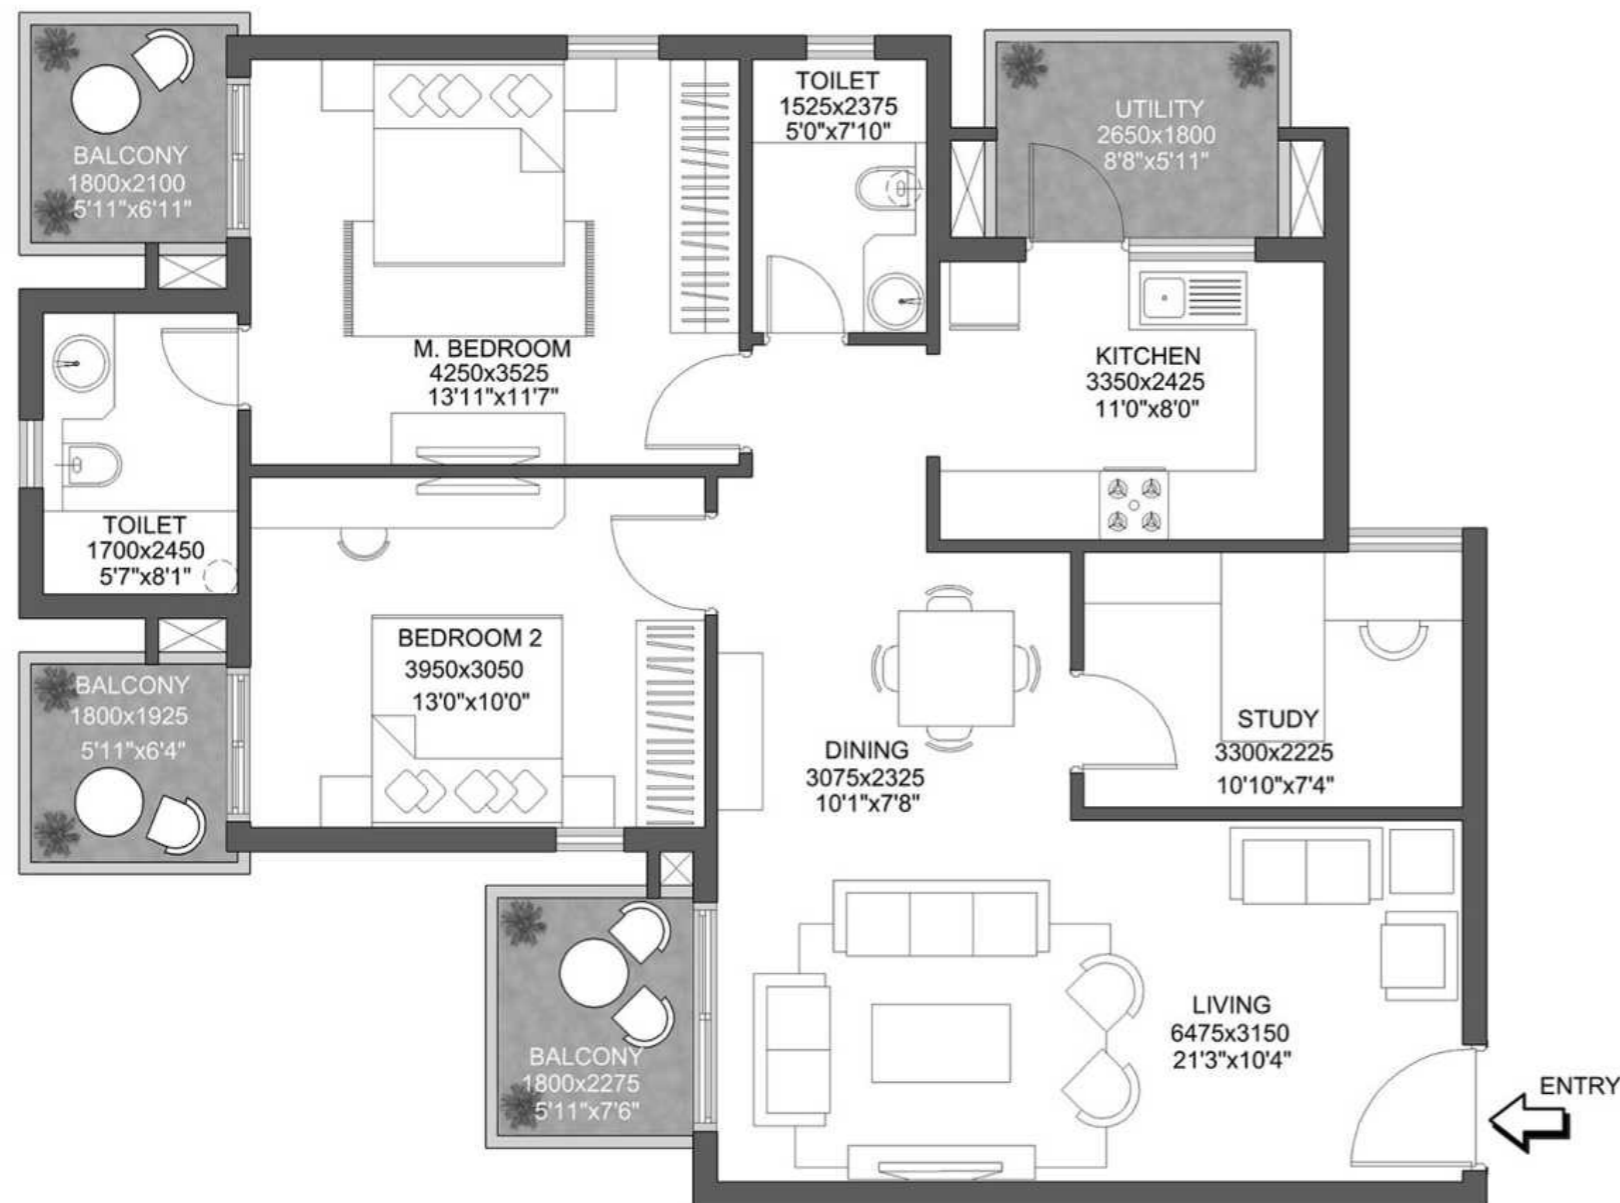 TOILET
1525x2375
5'0"x7'10"
UTILITY
2650x1800
8'8"x5'11"
BALCONY
1800x2100
5'11"x6'11"
M. BEDROOM
4250x3525
13'11"x11'7"
KITCHEN
3350x2425
11'0"x8'0"
TOILET
1700x2450
5'7"x8'1"
BEDROOM 2
3950x3050
13'0"x10'0"
BALCONY
1800x1925
5'11"x6'4"
DINING
3075x2325
10'1"x7'8"
STUDY
3300x2225
10'10"x7'4"
LIVING
6475x3150
21'3"x10'4"
BALCONY
1800x2275
5'11"x7'6"
ENTRY